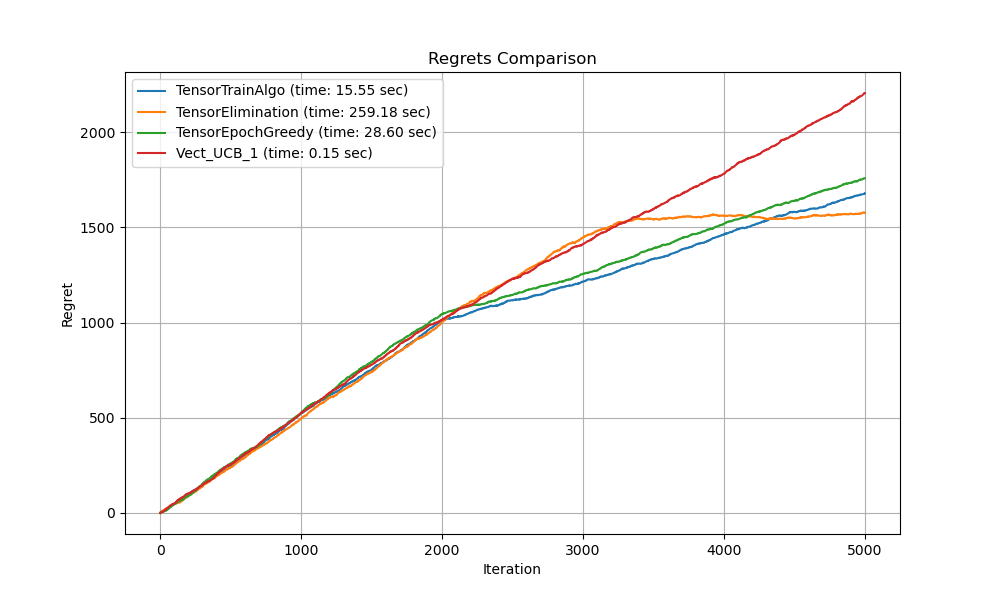 Regrets Comparison
TensorTrainAlgo (time: 15.55 sec)
TensorElimination (time: 259.18 sec)
TensorEpochGreedy (time: 28.60 sec)
Vect_UCB_1 (time: 0.15 sec)
Regret
2000
1500
1000
500
0
0 1000 2000 3000 4000 5000
Iteration